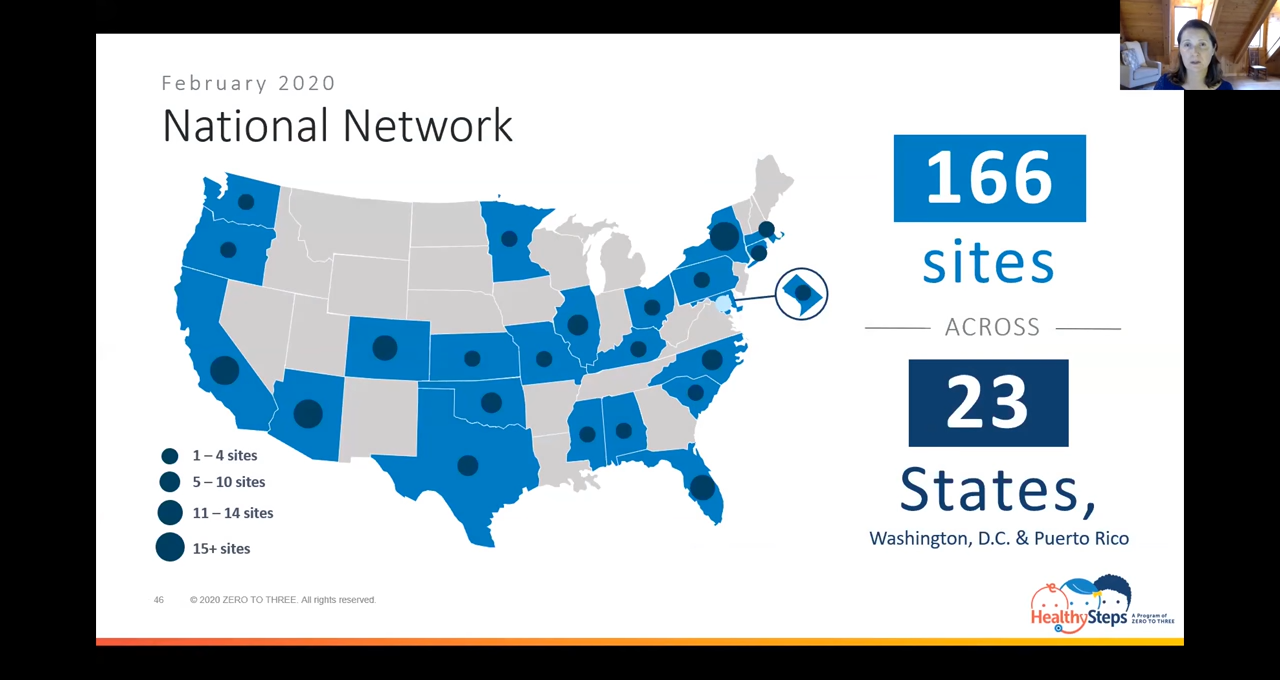 February 2020
National Network
166
sites
ACROSS
23
States,
Washington, D.C. & Puerto Rico
1 – 4 sites
5 – 10 sites
11 – 14 sites
15+ sites
46 © 2020 ZERO TO THREE. All rights reserved.
HealthySteps
A Program of
ZERO TO THREE